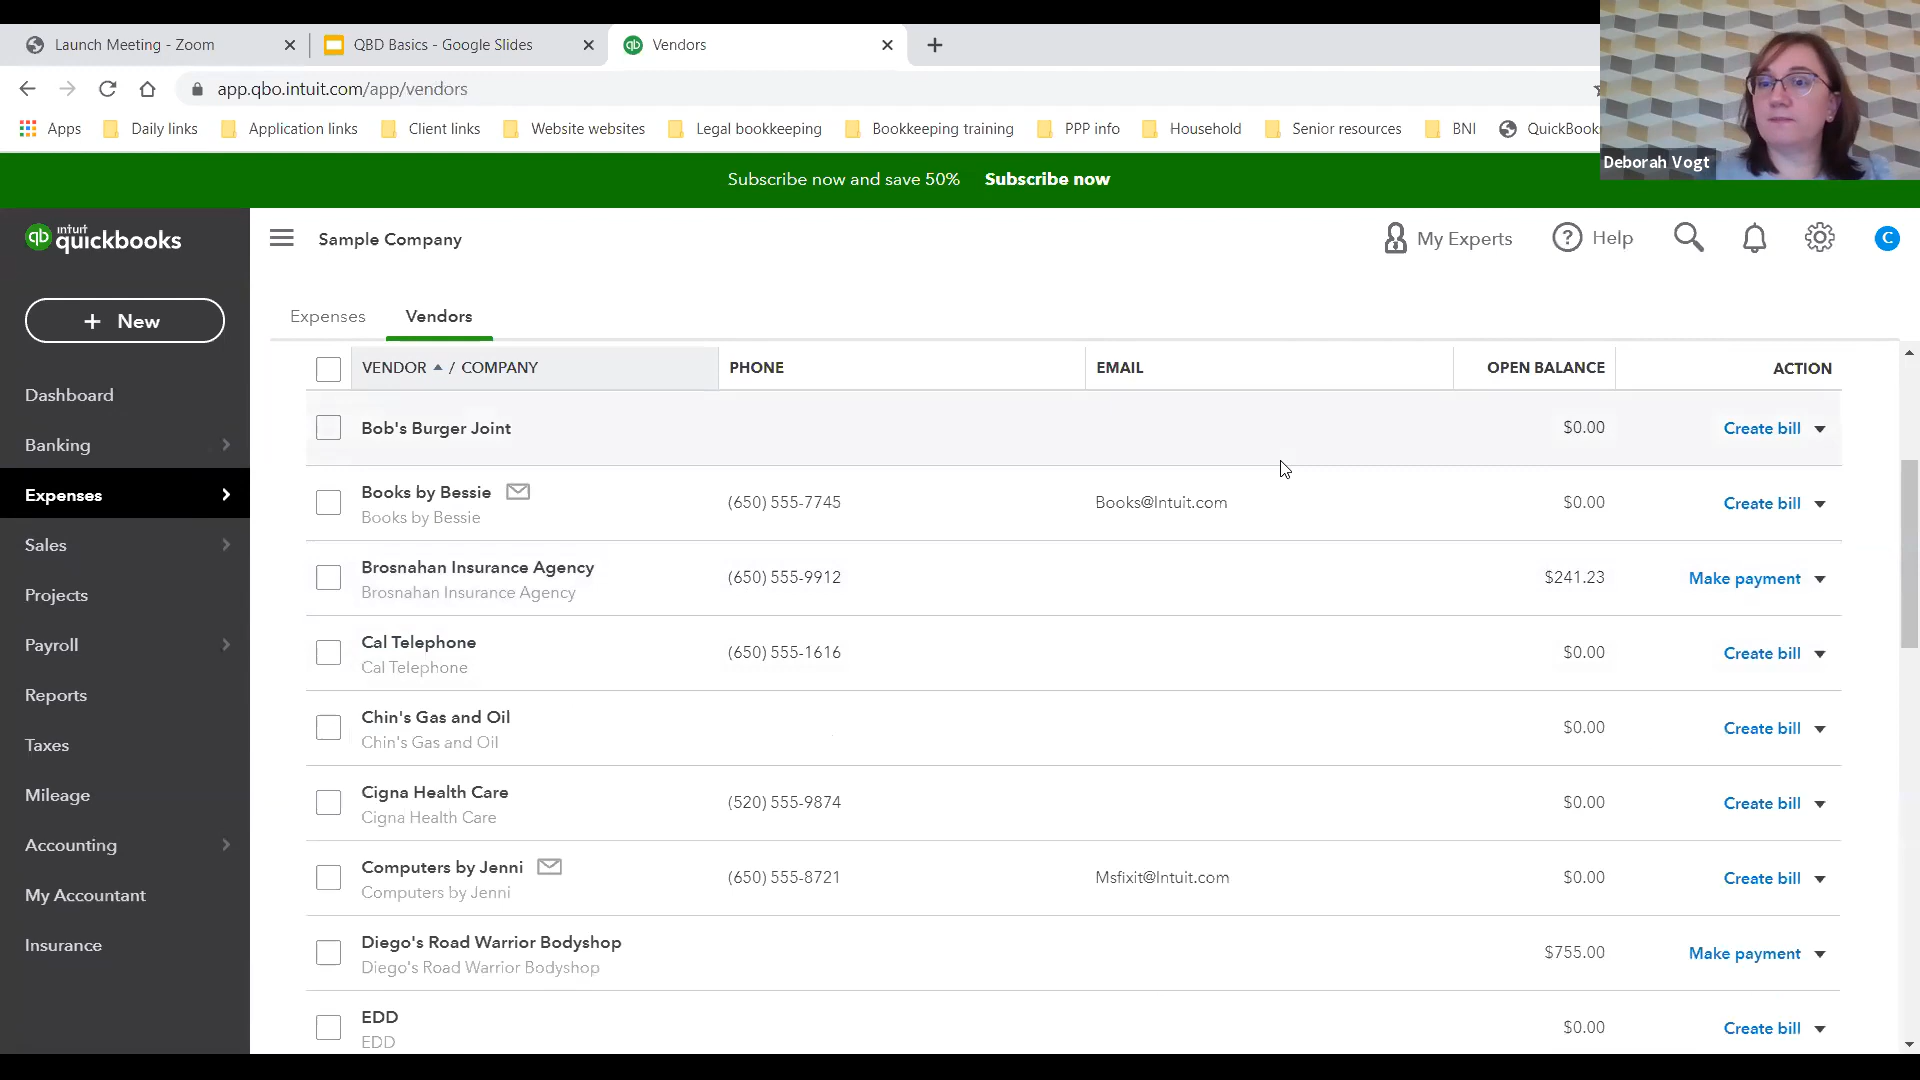 Launch Meeting - Zoom
QBD Basics - Google Slides
qb Vendors
app.qbo.intuit.com/app/vendors
Apps
Daily links
Application links
Client links
Website websites
Legal bookkeeping
Bookkeeping training
PPP info
Household
Senior resources
BNI
QuickBook
Deborah Vogt
Subscribe now and save 50% Subscribe now
qb intuit quickbooks
Sample Company
My Experts
Help
C
+ New
Expenses
Vendors
Dashboard
Banking
Expenses
Sales
Projects
Payroll
Reports
Taxes
Mileage
Accounting
My Accountant
Insurance
VENDOR / COMPANY PHONE EMAIL OPEN BALANCE ACTION
Bob's Burger Joint $0.00 Create bill
Books by Bessie (650) 555-7745 Books@Intuit.com $0.00 Create bill
Books by Bessie
Brosnahan Insurance Agency (650) 555-9912 $241.23 Make payment
Brosnahan Insurance Agency
Cal Telephone (650) 555-1616 $0.00 Create bill
Cal Telephone
Chin's Gas and Oil $0.00 Create bill
Chin's Gas and Oil
Cigna Health Care (520) 555-9874 $0.00 Create bill
Cigna Health Care
Computers by Jenni (650) 555-8721 Msfixit@Intuit.com $0.00 Create bill
Computers by Jenni
Diego's Road Warrior Bodyshop $755.00 Make payment
Diego's Road Warrior Bodyshop
EDD $0.00 Create bill
EDD